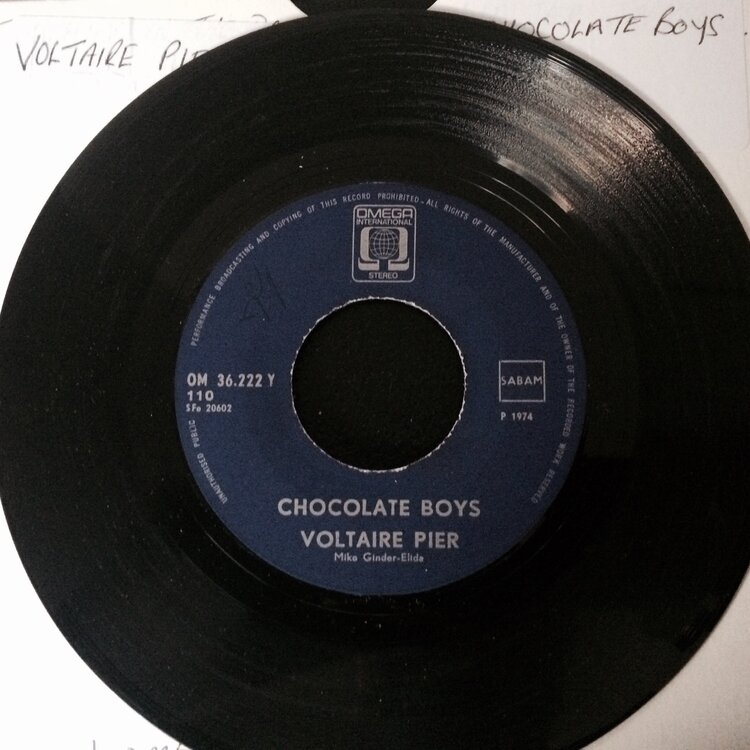 VOLTAIRE
CHOCOLATE BOYS
PERFORMANCE BROADCASTING AND COPYING OF THIS RECORD PROHIBITED-ALL RIGHTS OF THE MANUFACTURER AND OF THE OWNER OF THE RECORDED WORK RESERVED
UNAUTHORISED PUBLIC
OMEGA
INTERNATIONAL
STEREO
OM 36.222 Y
110
SFe 20602
SABAM
P 1974
CHOCOLATE BOYS
VOLTAIRE PIER
Mike Ginder-Elida